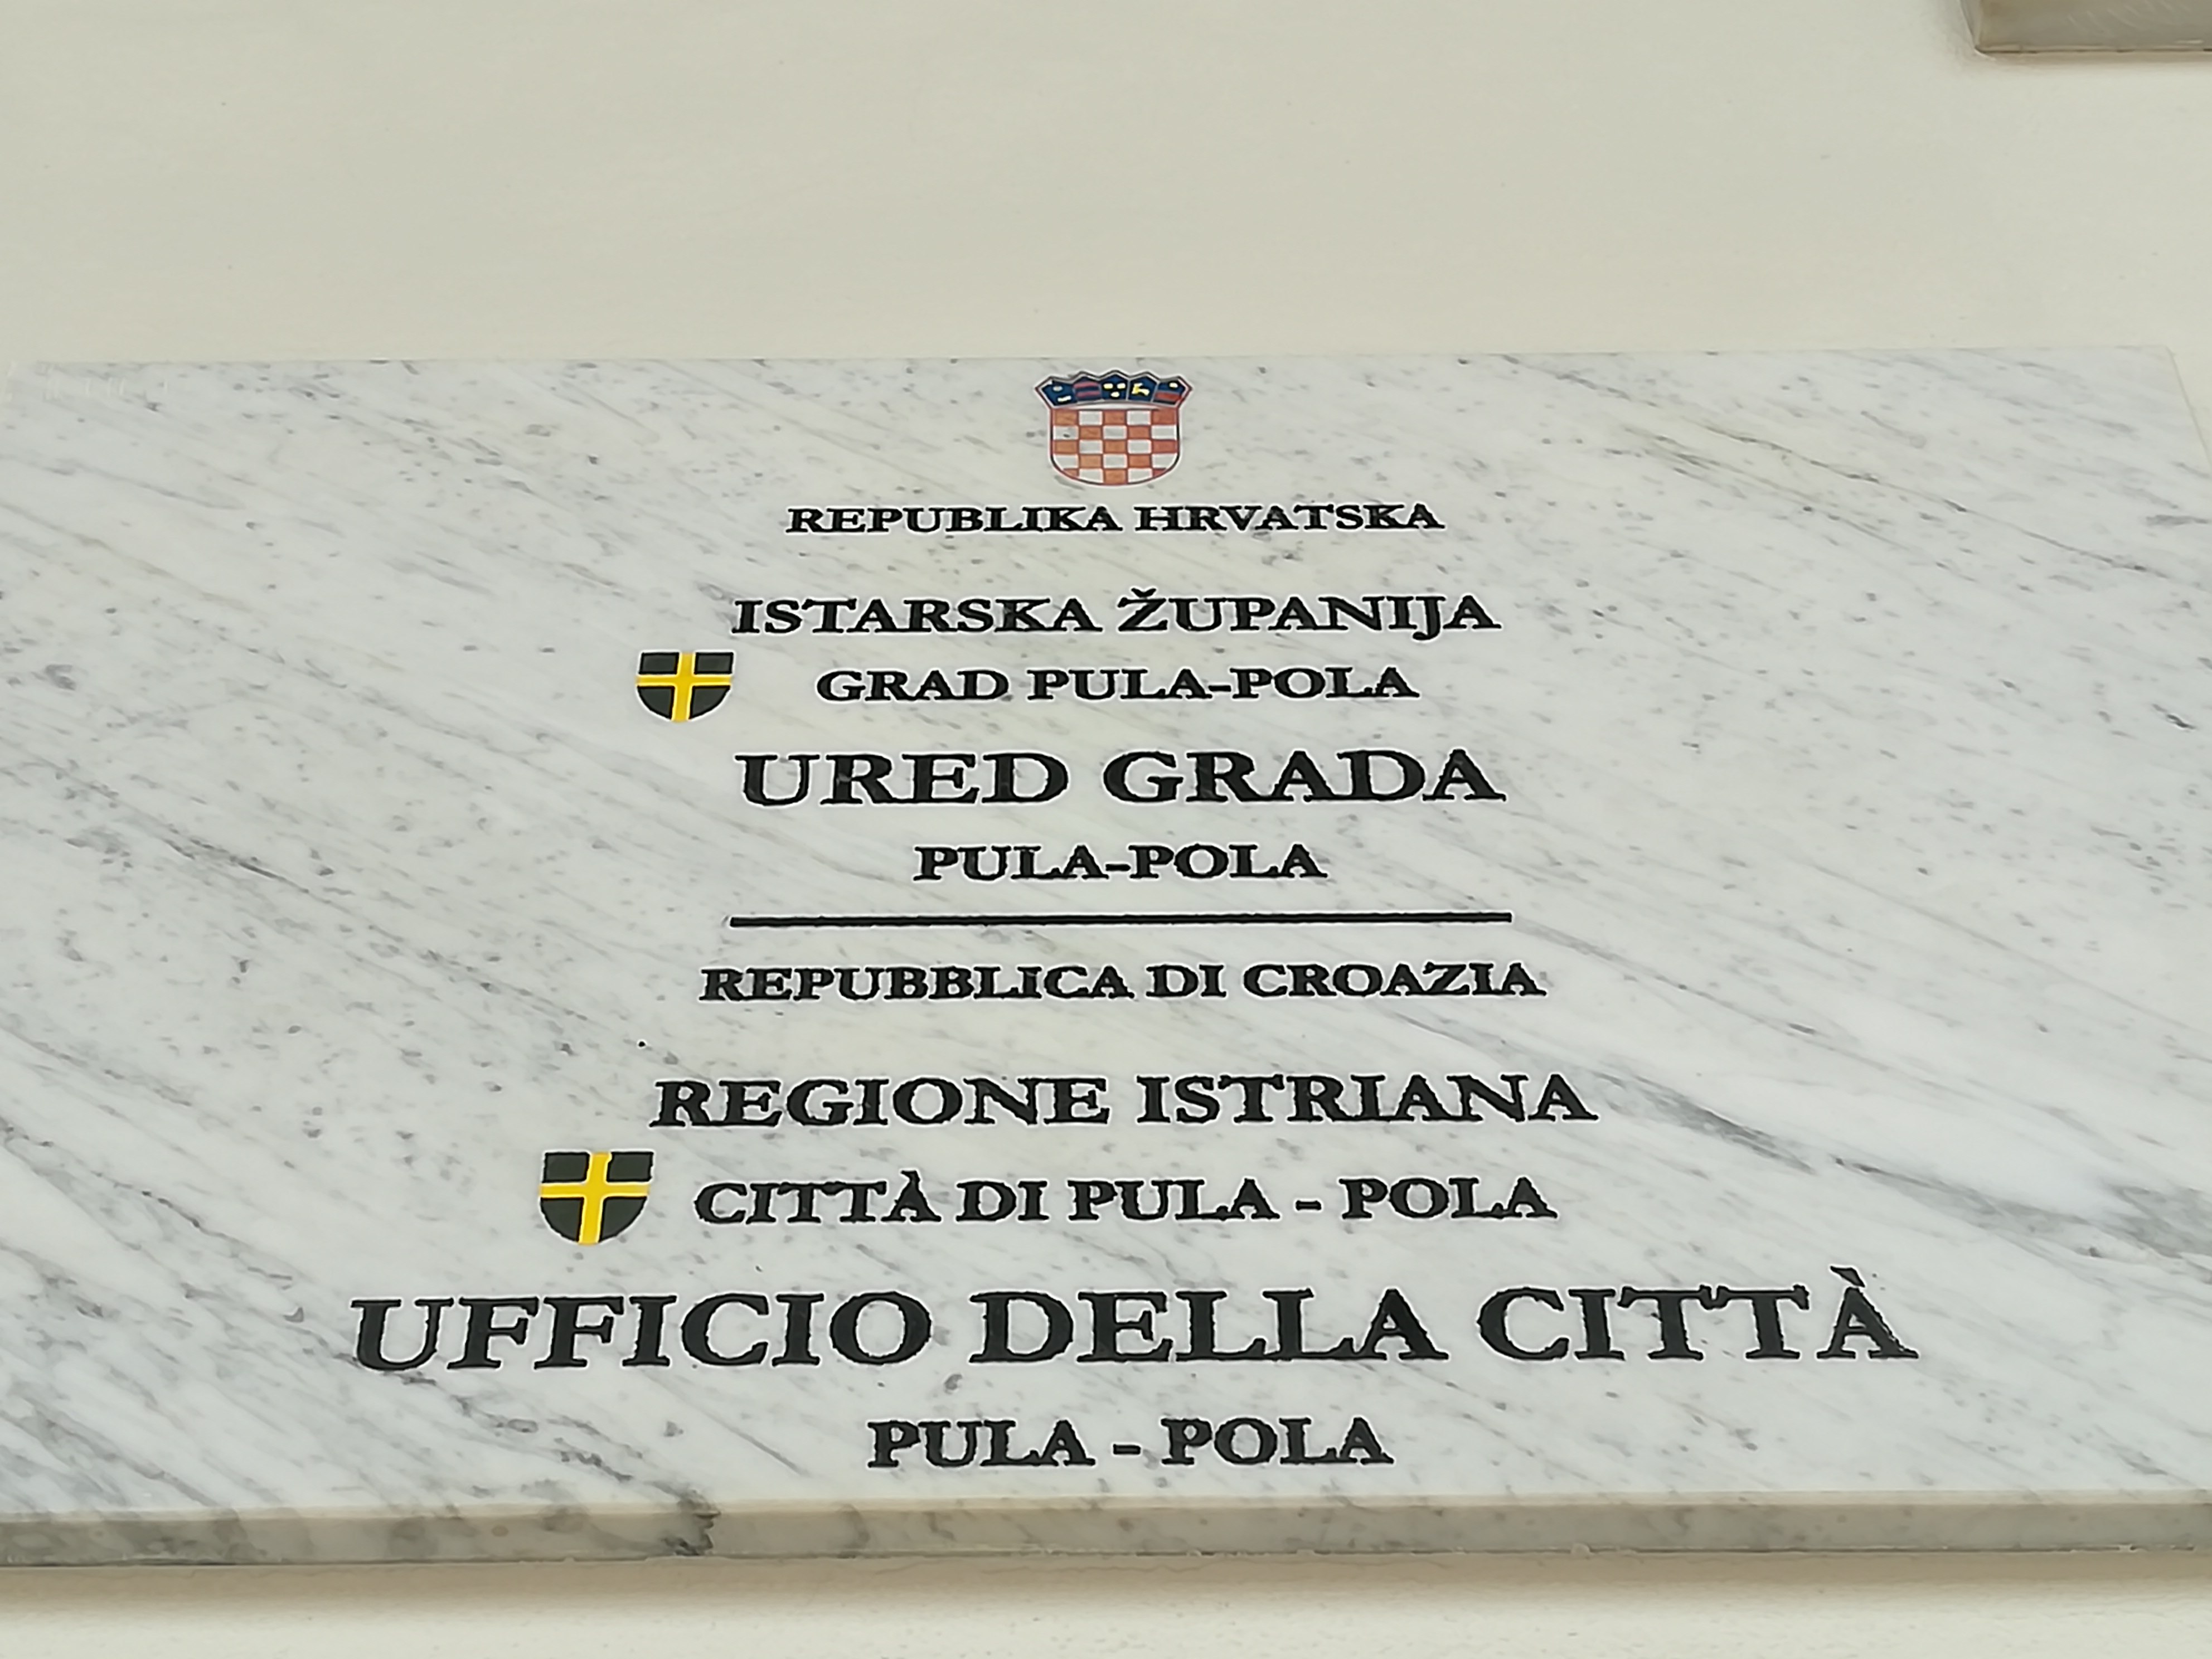 REPUBLIKA HRVATSKA
ISTARSKA ŽUPANIJA
GRAD PULA-POLA
URED GRADA
PULA-POLA
REPUBBLICA DI CROAZIA
REGIONE ISTRIANA
CITTÀ DI PULA - POLA
UFFICIO DELLA CITTÀ
PULA - POLA